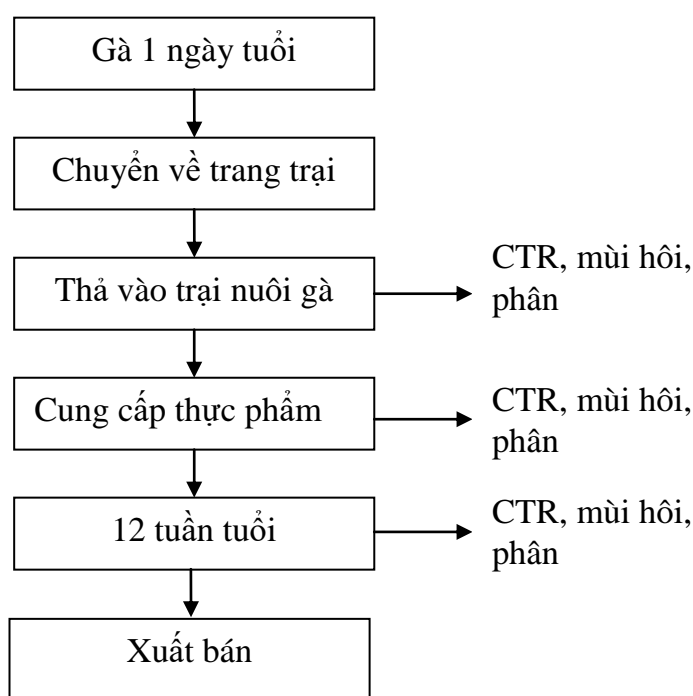 Gà 1 ngày tuổi
Chuyển về trang trại
Thả vào trại nuôi gà
CTR, mùi hôi,
phân
Cung cấp thực phẩm
CTR, mùi hôi,
phân
12 tuần tuổi
CTR, mùi hôi,
phân
Xuất bán